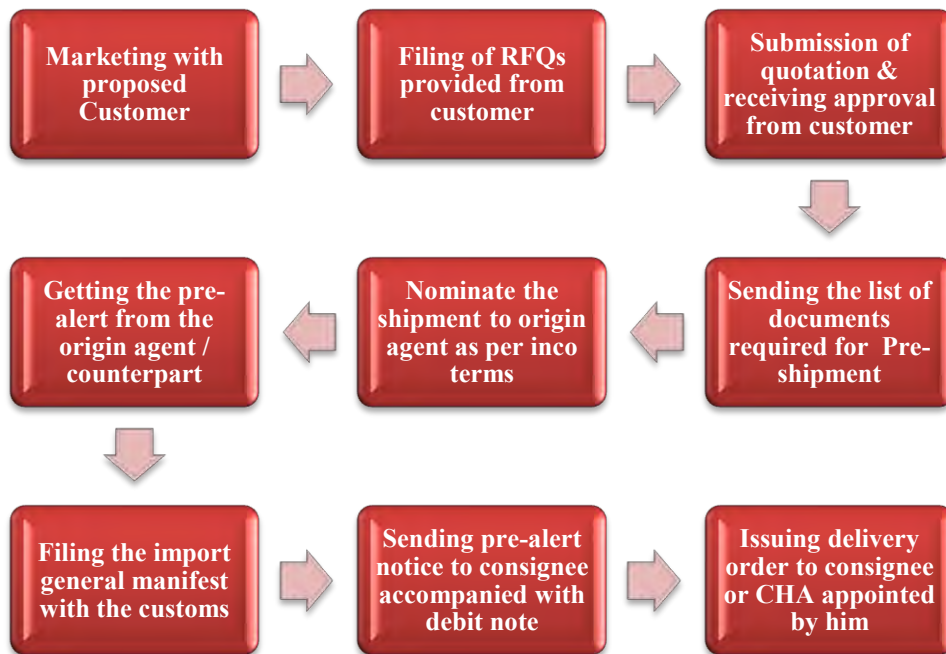 Marketing with
proposed
Customer
Filing of RFQs
provided from
customer
Submission of
quotation &
receiving approval
from customer
Sending the list of
documents
required for Pre-
shipment
Nominate the
shipment to origin
agent as per inco
terms
Getting the pre-
alert from the
origin agent /
counterpart
Filing the import
general manifest
with the customs
Sending pre-alert
notice to consignee
accompanied with
debit note
Issuing delivery
order to consignee
or CHA appointed
by him